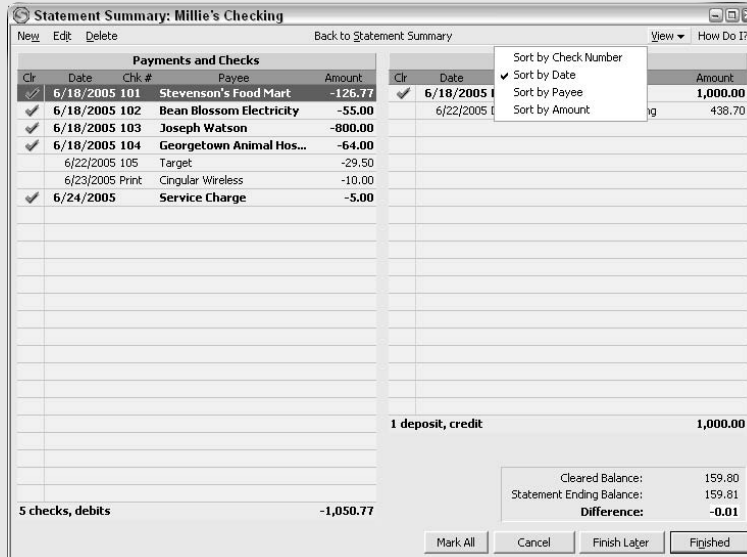 Statement Summary: Millie's Checking
New Edit Delete Back to Statement Summary View How Do I?
Payments and Checks
Clr Date Chk # Payee Amount
6/18/2005 101 Stevenson's Food Mart -126.77
6/18/2005 102 Bean Blossom Electricity -55.00
6/18/2005 103 Joseph Watson -800.00
6/18/2005 104 Georgetown Animal Hos... -64.00
6/22/2005 105 Target -29.50
6/23/2005 Print Cingular Wireless -10.00
6/24/2005 Service Charge -5.00
5 checks, debits -1,050.77
Sort by Check Number
Sort by Date
Sort by Payee
Sort by Amount
Clr Date Amount
6/18/2005 1,000.00
6/22/2005 438.70
1 deposit, credit 1,000.00
Cleared Balance: 159.80
Statement Ending Balance: 159.81
Difference: -0.01
Mark All Cancel Finish Later Finished